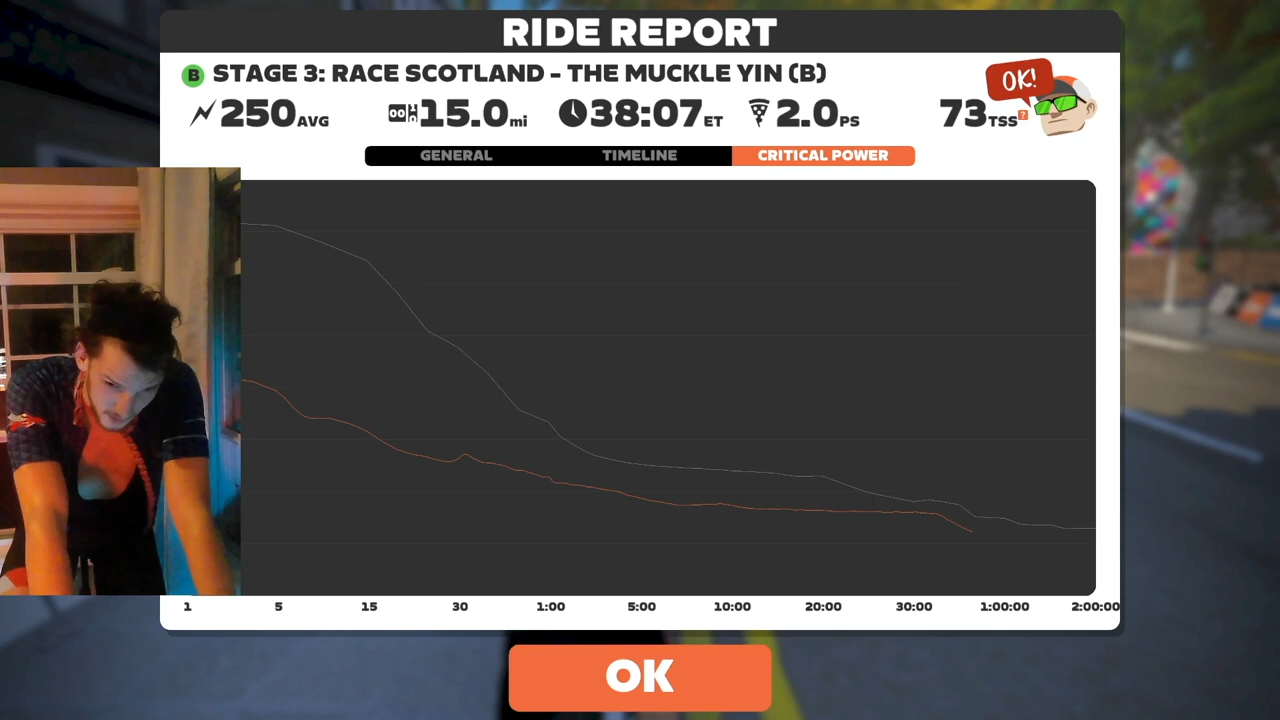 RIDE REPORT
B STAGE 3: RACE SCOTLAND - THE MUCKLE YIN (B)
250AVG 15.0mi 38:07ET 2.0PS 73TSS?
OK!
GENERAL TIMELINE CRITICAL POWER
1 5 15 30 1:00 5:00 10:00 20:00 30:00 1:00:00 2:00:00
OK